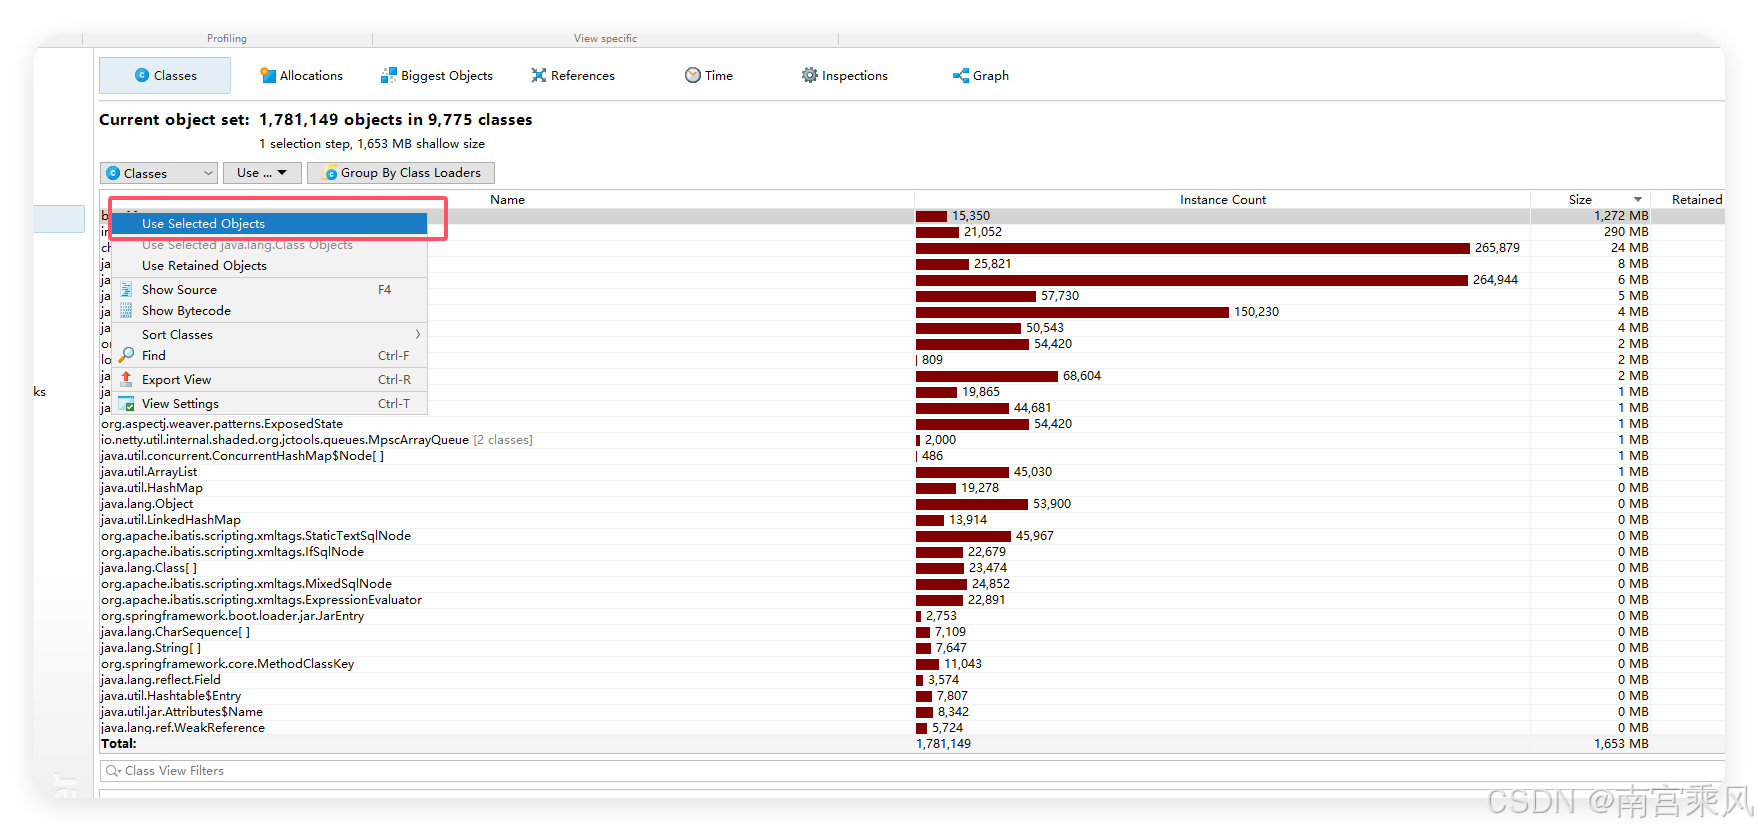 Profiling View specific
Classes Allocations Biggest Objects References Time Inspections Graph
Current object set: 1,781,149 objects in 9,775 classes
1 selection step, 1,653 MB shallow size
Classes Use ... Group By Class Loaders
Name Instance Count Size Retained
15,350 1,272 MB
Use Selected Objects
21,052 290 MB
Use Selected java.lang.Class Objects
ch 265,879 24 MB
Use Retained Objects
ja 25,821 8 MB
ja 264,944 6 MB
Show Source F4
ja 57,730 5 MB
Show Bytecode
ja 150,230 4 MB
ja 50,543 4 MB
Sort Classes
or 54,420 2 MB
Find Ctrl-F
lo 809 2 MB
ja 68,604 2 MB
Export View Ctrl-R
ja 19,865 1 MB
View Settings Ctrl-T
ja 44,681 1 MB
ks
org.aspectj.weaver.patterns.ExposedState 54,420 1 MB
io.netty.util.internal.shaded.org.jctools.queues.MpscArrayQueue [2 classes] 2,000 1 MB
java.util.concurrent.ConcurrentHashMap$Node[ ] 486 1 MB
java.util.ArrayList 45,030 1 MB
java.util.HashMap 19,278 0 MB
java.lang.Object 53,900 0 MB
java.util.LinkedHashMap 13,914 0 MB
org.apache.ibatis.scripting.xmltags.StaticTextSqlNode 45,967 0 MB
org.apache.ibatis.scripting.xmltags.IfSqlNode 22,679 0 MB
java.lang.Class[ ] 23,474 0 MB
org.apache.ibatis.scripting.xmltags.MixedSqlNode 24,852 0 MB
org.apache.ibatis.scripting.xmltags.ExpressionEvaluator 22,891 0 MB
org.springframework.boot.loader.jar.JarEntry 2,753 0 MB
java.lang.CharSequence[ ] 7,109 0 MB
java.lang.String[ ] 7,647 0 MB
org.springframework.core.MethodClassKey 11,043 0 MB
java.lang.reflect.Field 3,574 0 MB
java.util.Hashtable$Entry 7,807 0 MB
java.util.jar.Attributes$Name 8,342 0 MB
java.lang.ref.WeakReference 5,724 0 MB
Total: 1,781,149 1,653 MB
Class View Filters
CSDN @南宫乘风